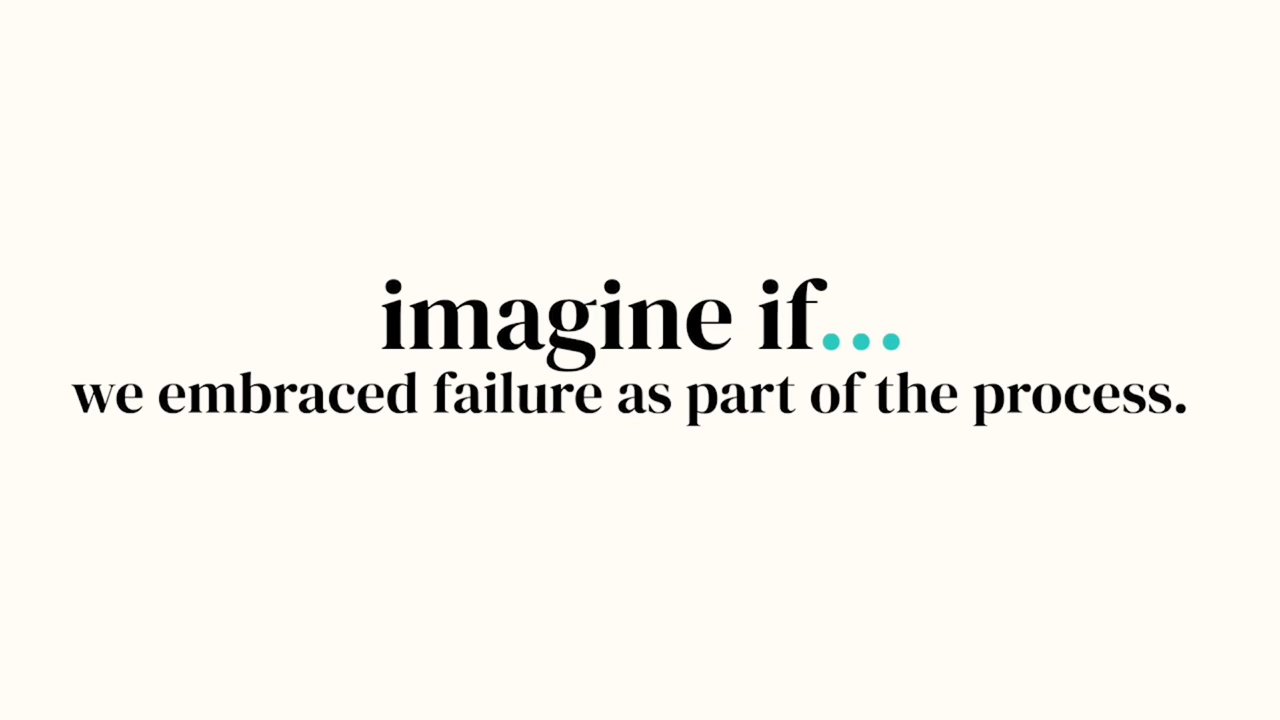 imagine if...
we embraced failure as part of the process.